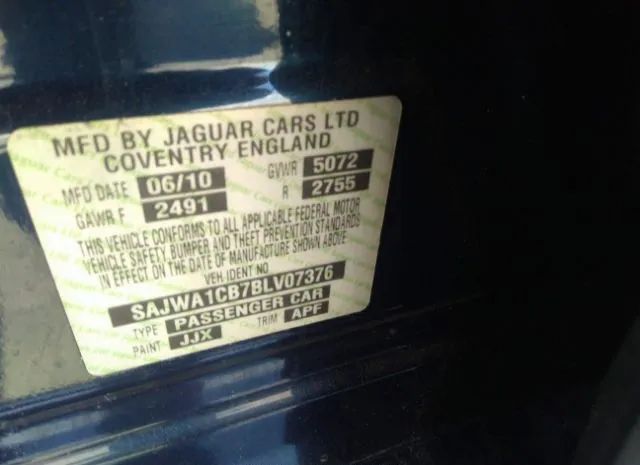 MFD BY JAGUAR CARS LTD
COVENTRY ENGLAND
MFD DATE 06/10 GVWR 5072
GAWR F 2491 R 2755
THIS VEHICLE CONFORMS TO ALL APPLICABLE FEDERAL MOTOR
VEHICLE SAFETY BUMPER AND THEFT PREVENTION STANDARDS
IN EFFECT ON THE DATE OF MANUFACTURE SHOWN ABOVE
VEH IDENT NO
SAJWA1CB7BLV07376
TYPE PASSENGER CAR
PAINT JJX TRIM APF